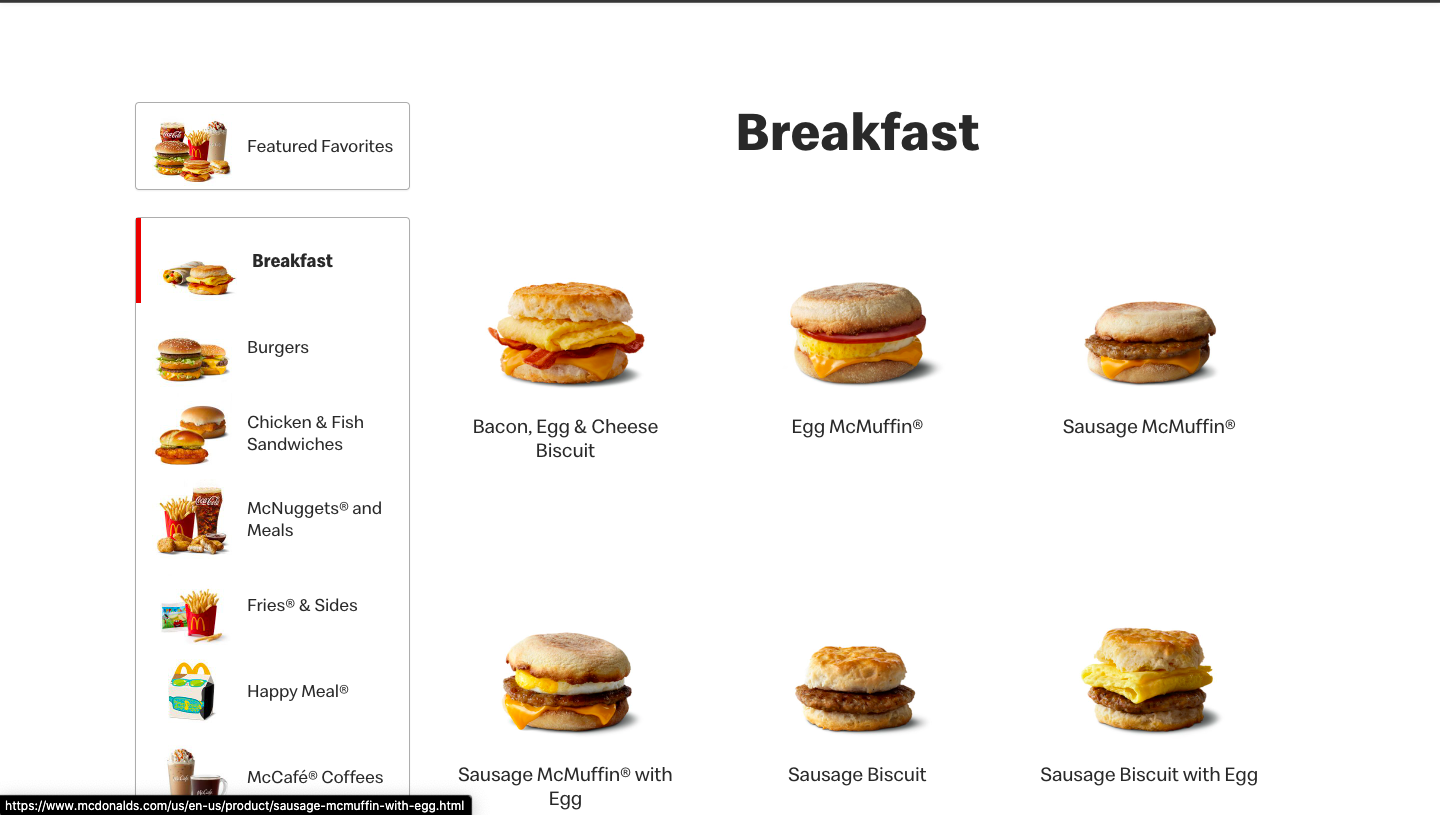 Featured Favorites
Breakfast
Breakfast
Burgers
Chicken & Fish
Sandwiches
McNuggets® and
Meals
Fries® & Sides
Happy Meal®
McCafé® Coffees
Bacon, Egg & Cheese
Biscuit
Egg McMuffin®
Sausage McMuffin®
Sausage McMuffin® with
Egg
Sausage Biscuit
Sausage Biscuit with Egg
https://www.mcdonalds.com/us/en-us/product/sausage-mcmuffin-with-egg.html